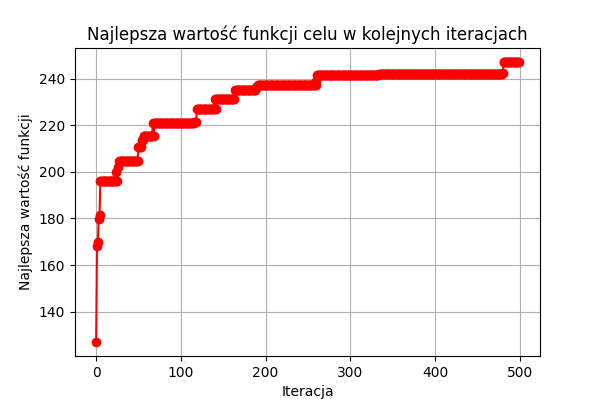 Najlepsza wartość funkcji celu w kolejnych iteracjach
Najlepsza wartość funkcji
240
220
200
180
160
140
0 100 200 300 400 500
Iteracja